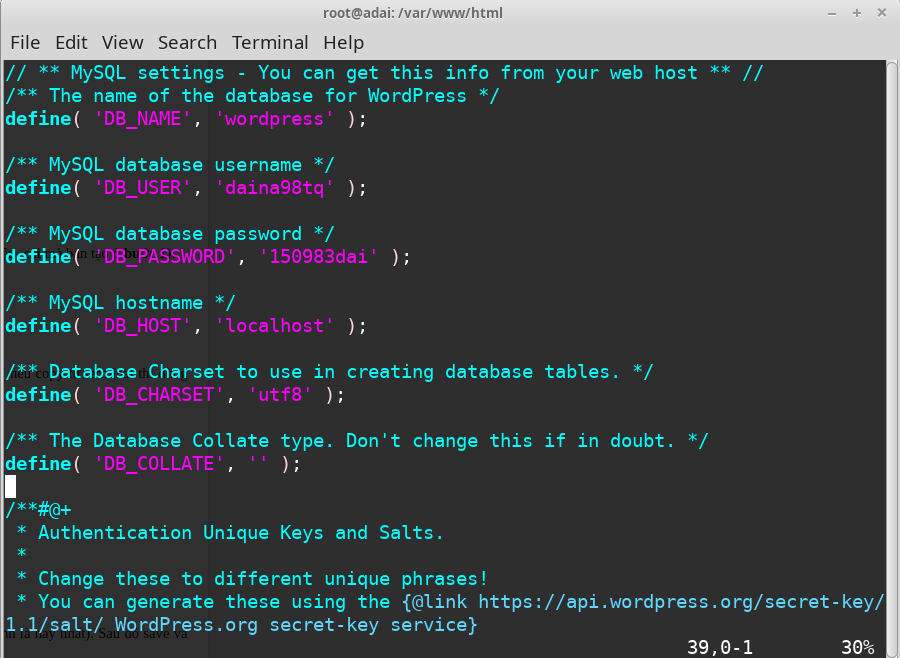 root@adai: /var/www/html
File Edit View Search Terminal Help
// ** MySQL settings - You can get this info from your web host ** //
/** The name of the database for WordPress */
define( 'DB_NAME', 'wordpress' );
/** MySQL database username */
define( 'DB_USER', 'daina98tq' );
/** MySQL database password */
define( 'DB_PASSWORD', '150983dai' );
/** MySQL hostname */
define( 'DB_HOST', 'localhost' );
/** Database Charset to use in creating database tables. */
define( 'DB_CHARSET', 'utf8' );
/** The Database Collate type. Don't change this if in doubt. */
define( 'DB_COLLATE', '' );
/**#@+
 * Authentication Unique Keys and Salts.
 *
 * Change these to different unique phrases!
 * You can generate these using the {@link https://api.wordpress.org/secret-key/
1.1/salt/ WordPress.org secret-key service}
39,0-1 30%